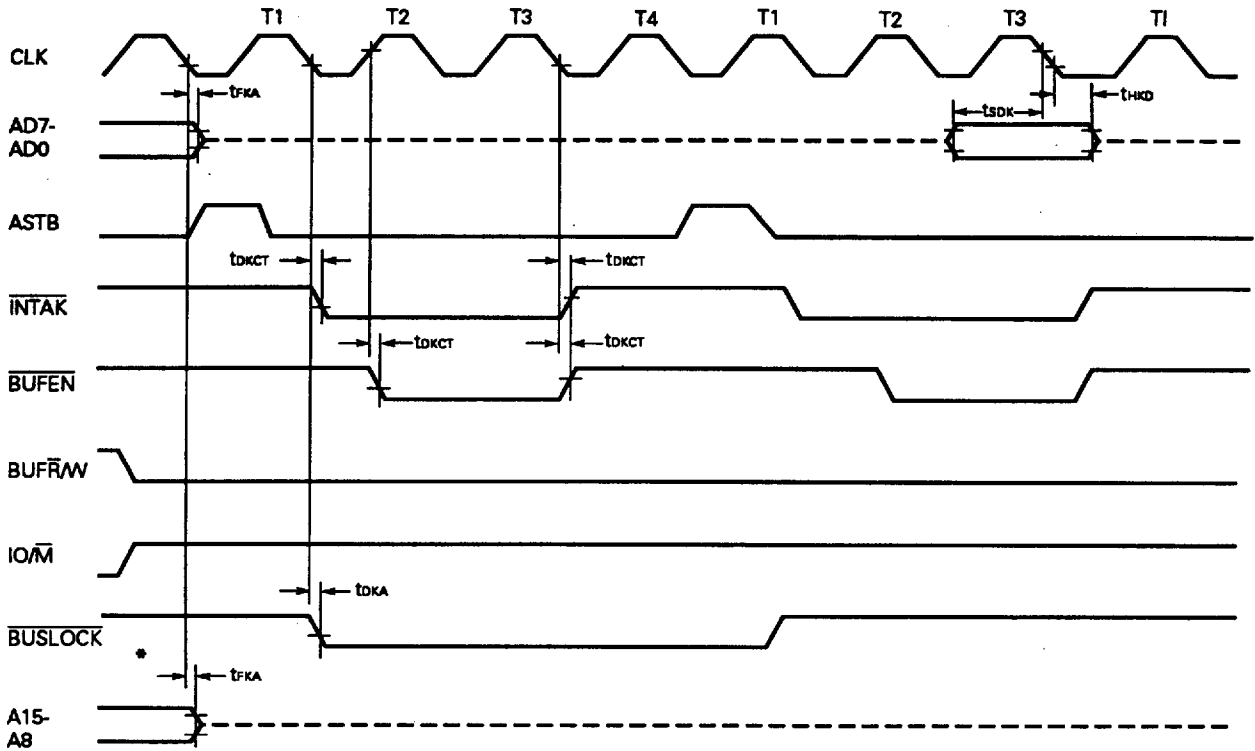 T1 T2 T3 T4 T1 T2 T3 TI
CLK
tFKA
tSDK
tHKD
AD7-
AD0
ASTB
tDKCT
tDKCT
INTAK
tDKCT
tDKCT
BUFEN
BUFR/W
IO/M
tDKA
BUSLOCK
*
tFKA
A15-
A8